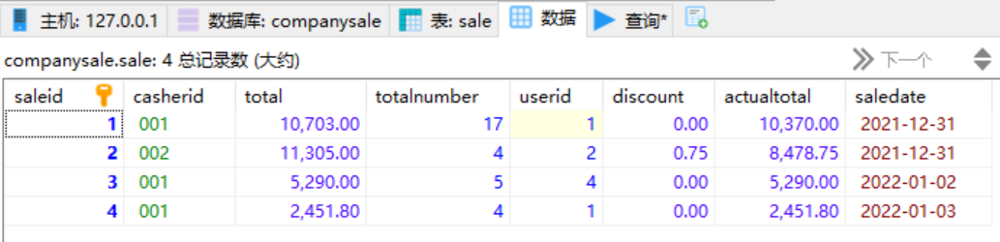 主机: 127.0.0.1 数据库: companysale 表: sale 数据 查询*
companysale.sale: 4 总记录数 (大约) 下一个
saleid casherid total totalnumber userid discount actualtotal saledate
1 001 10,703.00 17 1 0.00 10,370.00 2021-12-31
2 002 11,305.00 4 2 0.75 8,478.75 2021-12-31
3 001 5,290.00 5 4 0.00 5,290.00 2022-01-02
4 001 2,451.80 4 1 0.00 2,451.80 2022-01-03